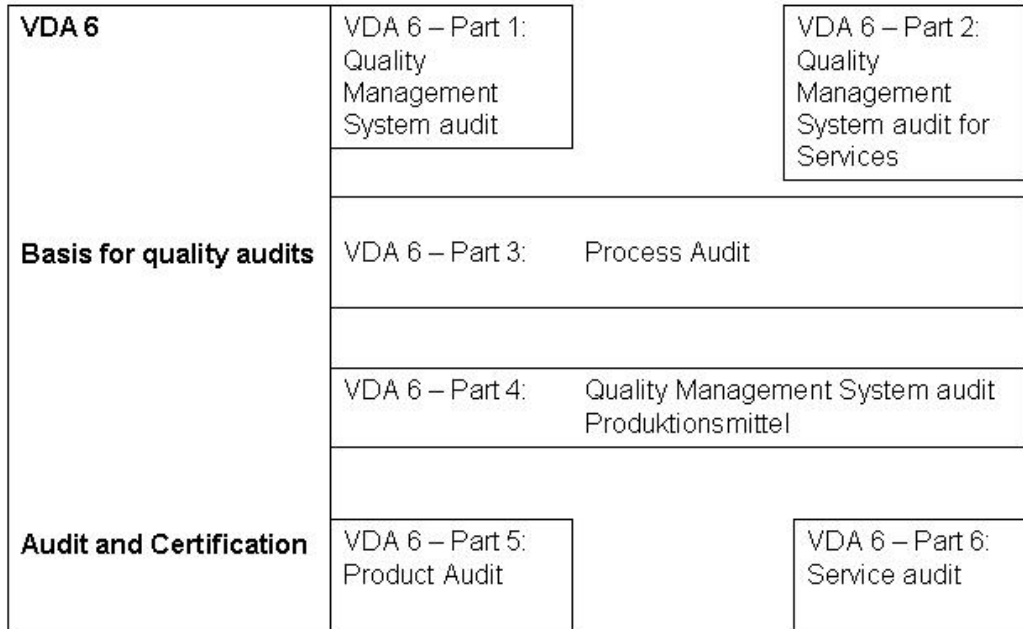 VDA 6
VDA 6 – Part 1:
Quality
Management
System audit
VDA 6 – Part 2:
Quality
Management
System audit for
Services
Basis for quality audits
VDA 6 – Part 3: Process Audit
VDA 6 – Part 4: Quality Management System audit
Produktionsmittel
Audit and Certification
VDA 6 – Part 5:
Product Audit
VDA 6 – Part 6:
Service audit